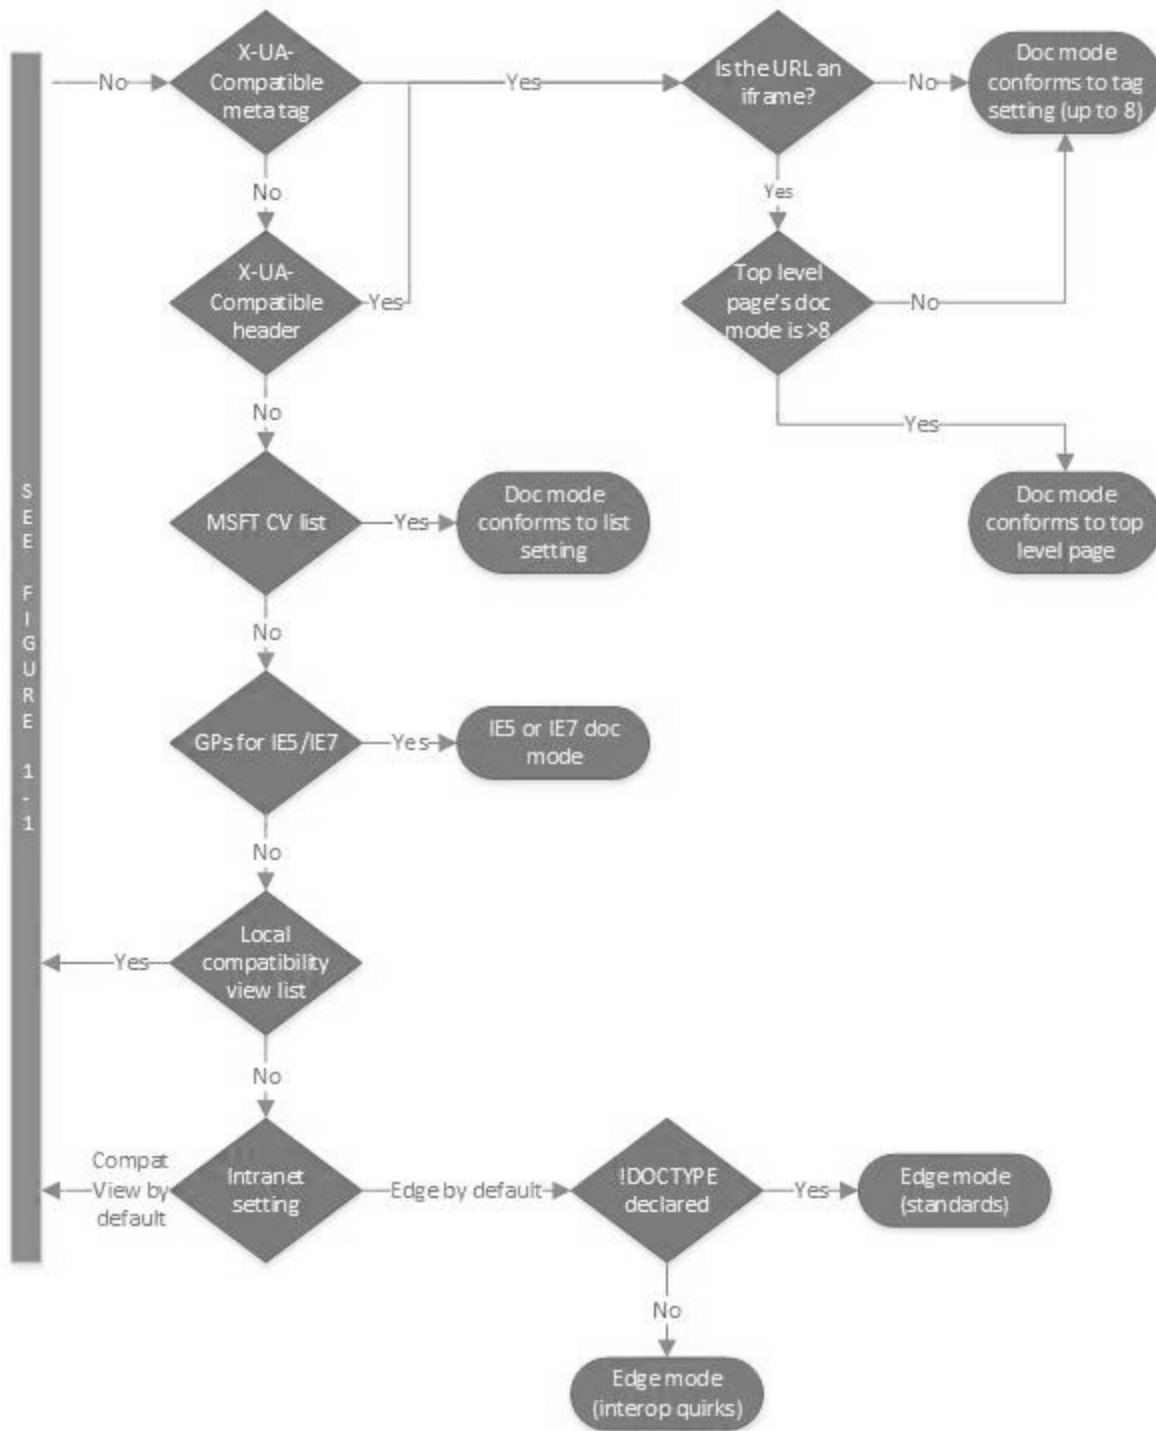 No
X-UA-
Compatible
meta tag
Yes
Is the URL an
iframe?
No
Doc mode
conforms to tag
setting (up to 8)
No
Yes
X-UA-
Compatible
header
Yes
Top level
page's doc
mode is >8
No
No
Yes
MSFT CV list
Yes
Doc mode
conforms to list
setting
Doc mode
conforms to top
level page
No
SEE FIGURE 1-1
GPs for IE5/IE7
Yes
IE5 or IE7 doc
mode
No
Local
compatibility
view list
Yes
No
Compat
View by
default
Intranet
setting
Edge by default
!DOCTYPE
declared
Yes
Edge mode
(standards)
No
Edge mode
(interop quirks)